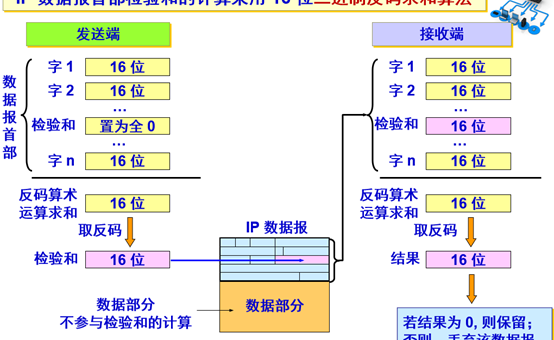 IP 数据报首部检验和的计算采用 16 位二进制反码求和算法
发送端
接收端
数据报首部
字 1
16 位
字 2
16 位
…
检验和
置为全 0
…
字 n
16 位
反码算术
运算求和
16 位
取反码
检验和
16 位
数据部分
不参与检验和的计算
IP 数据报
数据部分
字 1
16 位
字 2
16 位
…
检验和
16 位
…
字 n
16 位
反码算术
运算求和
16 位
取反码
结果
16 位
若结果为 0, 则保留；
否则，丢弃该数据报